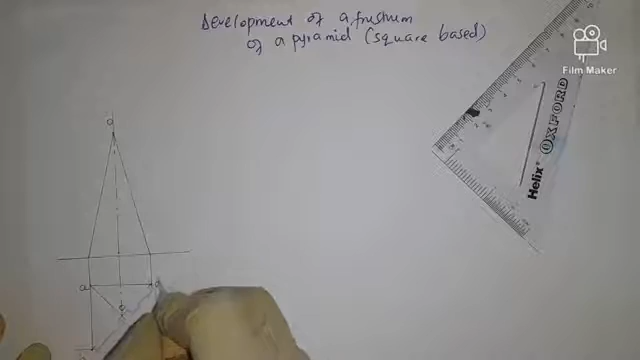 Development of a frustum
of a pyramid (square based)
Film Maker
Helix OXFORD
o
a